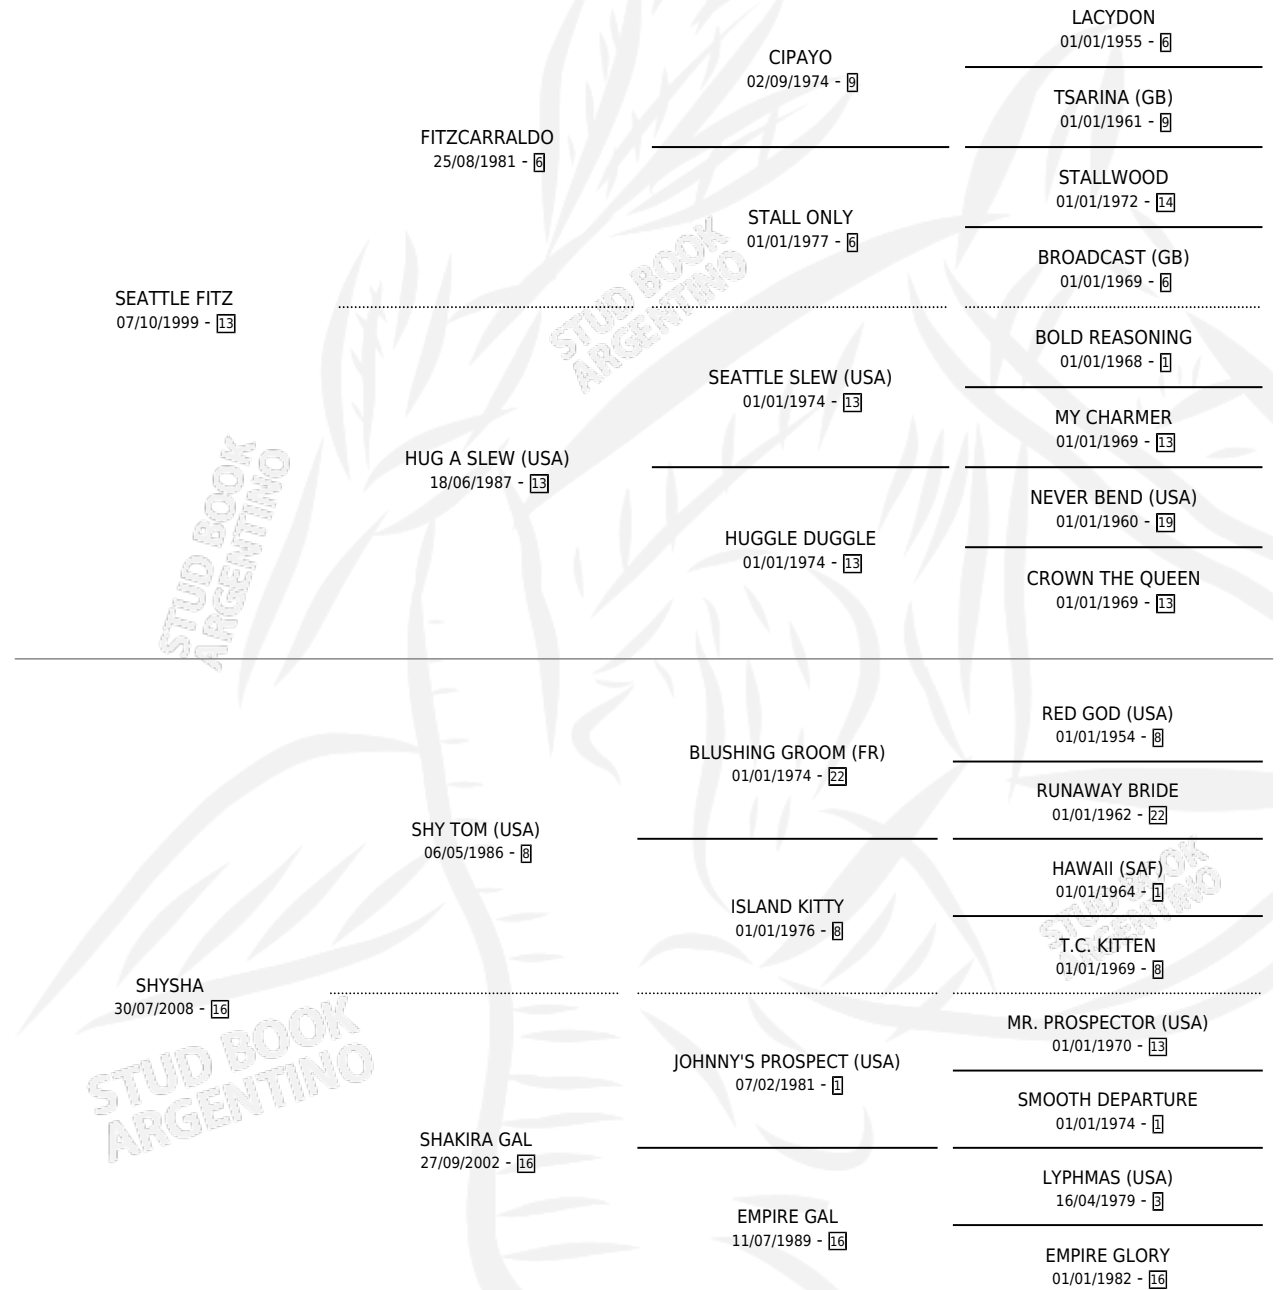 LACYDON
01/01/1955 - 6
CIPAYO
02/09/1974 - 9
TSARINA (GB)
01/01/1961 - 9
FITZCARRALDO
25/08/1981 - 6
STALLWOOD
01/01/1972 - 14
STALL ONLY
01/01/1977 - 6
BROADCAST (GB)
01/01/1969 - 6
SEATTLE FITZ
07/10/1999 - 13
BOLD REASONING
01/01/1968 - 1
SEATTLE SLEW (USA)
01/01/1974 - 13
MY CHARMER
01/01/1969 - 13
HUG A SLEW (USA)
18/06/1987 - 13
NEVER BEND (USA)
01/01/1960 - 19
HUGGLE DUGGLE
01/01/1974 - 13
CROWN THE QUEEN
01/01/1969 - 13
RED GOD (USA)
01/01/1954 - 8
BLUSHING GROOM (FR)
01/01/1974 - 22
RUNAWAY BRIDE
01/01/1962 - 22
SHY TOM (USA)
06/05/1986 - 8
HAWAII (SAF)
01/01/1964 - 1
ISLAND KITTY
01/01/1976 - 8
T.C. KITTEN
01/01/1969 - 8
SHYSHA
30/07/2008 - 16
MR. PROSPECTOR (USA)
01/01/1970 - 13
JOHNNY'S PROSPECT (USA)
07/02/1981 - 1
SMOOTH DEPARTURE
01/01/1974 - 1
SHAKIRA GAL
27/09/2002 - 16
LYPHMAS (USA)
16/04/1979 - 3
EMPIRE GAL
11/07/1989 - 16
EMPIRE GLORY
01/01/1982 - 16
STUD BOOK
ARGENTINO
STUD BOOK
ARGENTINO
STUD BOOK
ARGENTINO
STUD BOOK
ARGENTINO